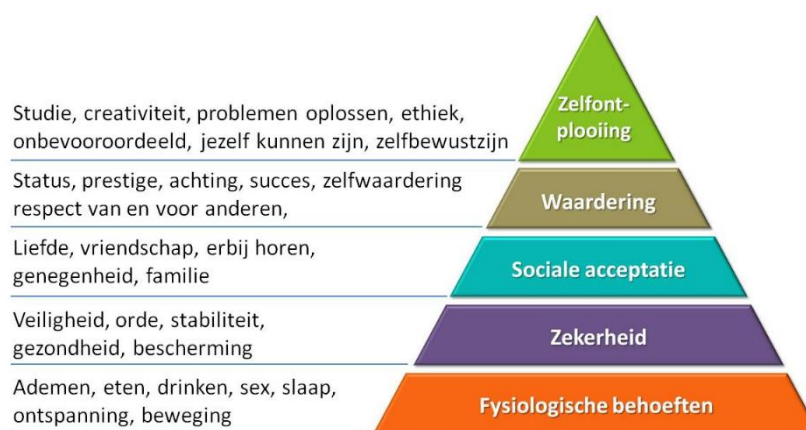 Studie, creativiteit, problemen oplossen, ethiek,
onbevooroordeeld, jezelf kunnen zijn, zelfbewustzijn
Zelfont-
plooiing
Status, prestige, achting, succes, zelfwaardering
respect van en voor anderen,
Waardering
Liefde, vriendschap, erbij horen,
genegenheid, familie
Sociale acceptatie
Veiligheid, orde, stabiliteit,
gezondheid, bescherming
Zekerheid
Ademen, eten, drinken, sex, slaap,
ontspanning, beweging
Fysiologische behoeften